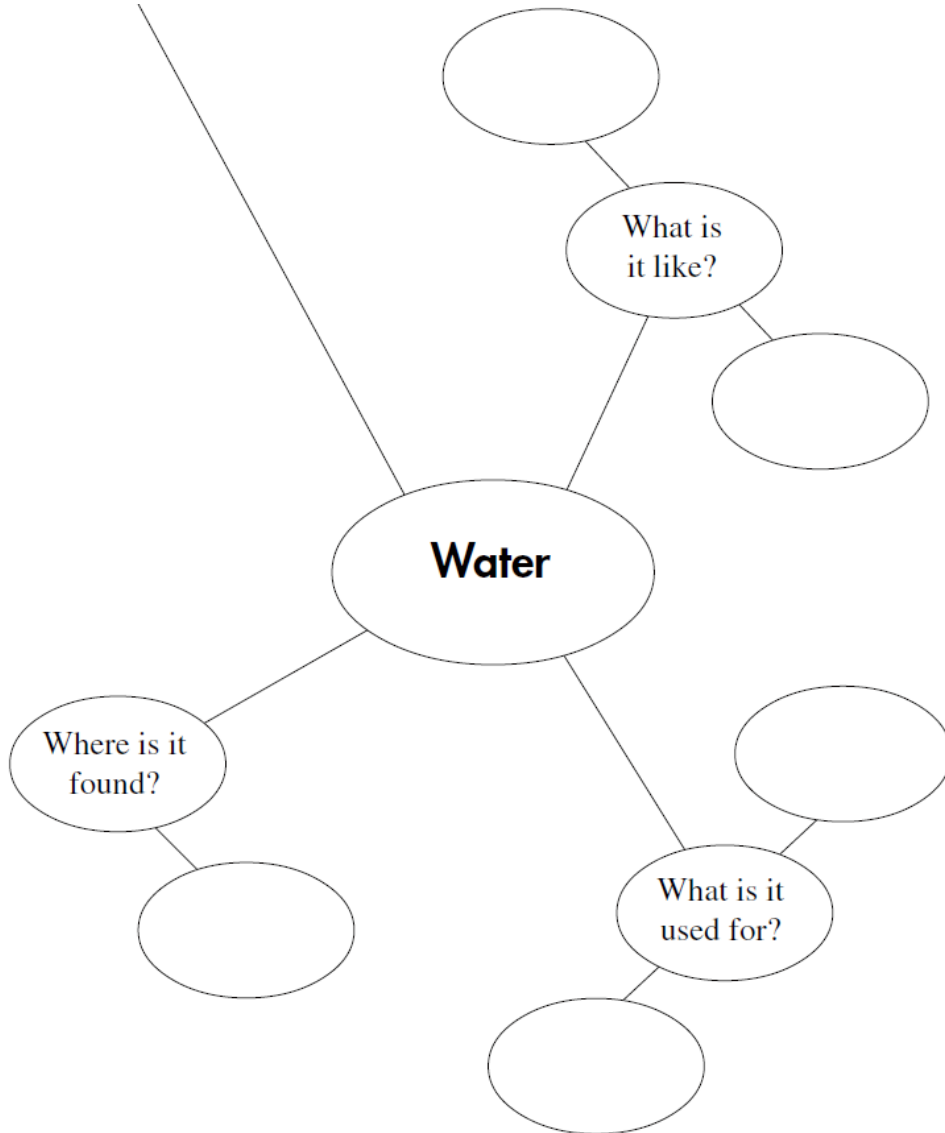 What is
it like?
Water
Where is it
found?
What is it
used for?